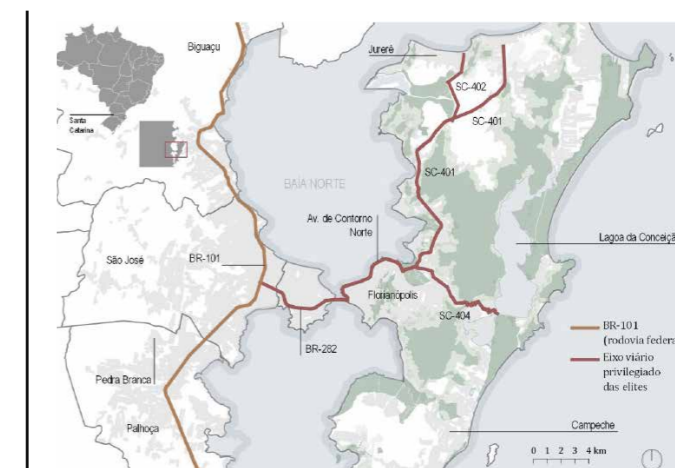 Biguaçu
Jurerê
SC-402
Santa
Catarina
SC-401
SC-401
BAÍA NORTE
Av. de Contorno
Norte
Lagoa da Conceiçã
São José
BR-101
Florianópolis
SC-404
BR-101
(rodovia federa
BR-282
Eixo viário
privilegiado
das elites
Pedra Branca
Palhoça
Campeche
0 1 2 3 4 km